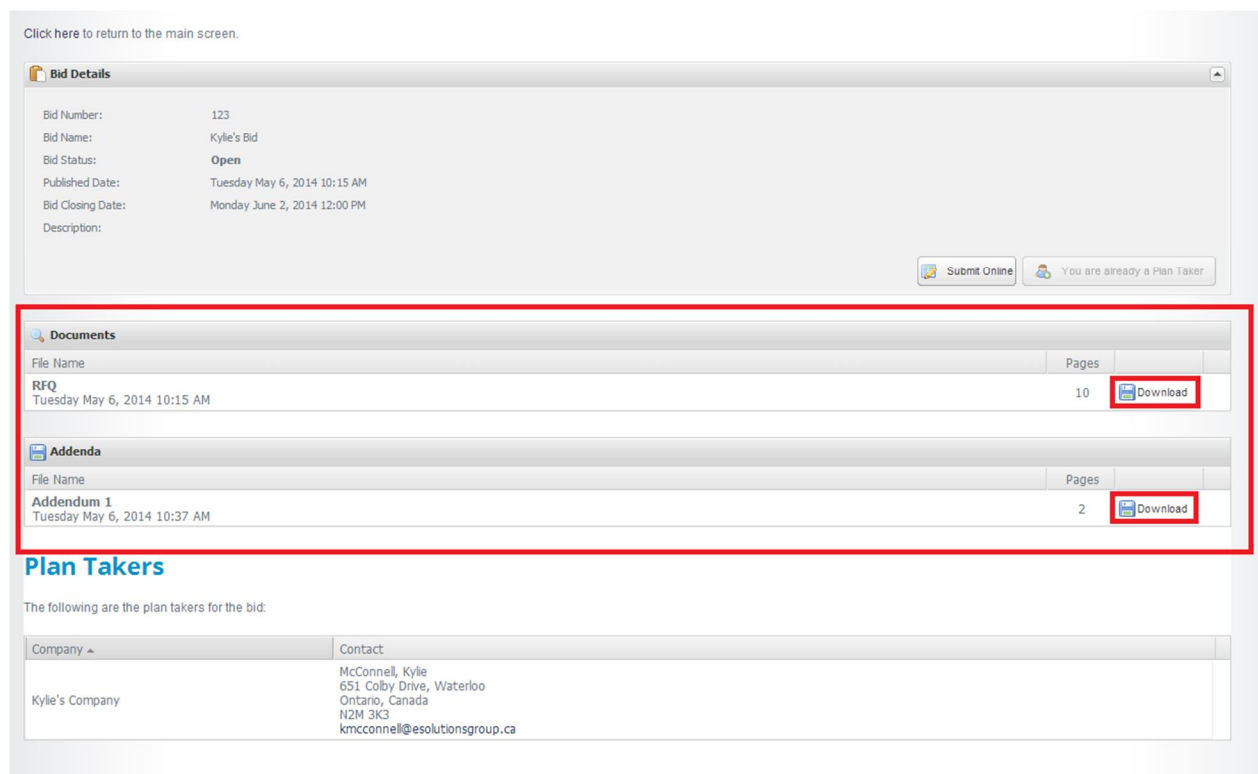 Click here to return to the main screen.
Bid Details
Bid Number: 123
Bid Name: Kylie's Bid
Bid Status: Open
Published Date: Tuesday May 6, 2014 10:15 AM
Bid Closing Date: Monday June 2, 2014 12:00 PM
Description:
Submit Online You are already a Plan Taker
Documents
File Name Pages
RFQ
Tuesday May 6, 2014 10:15 AM 10 Download
Addenda
File Name Pages
Addendum 1
Tuesday May 6, 2014 10:37 AM 2 Download
Plan Takers
The following are the plan takers for the bid:
Company Contact
Kylie's Company McConnell, Kylie
651 Colby Drive, Waterloo
Ontario, Canada
N2M 3K3
kmcconnell@esolutionsgroup.ca